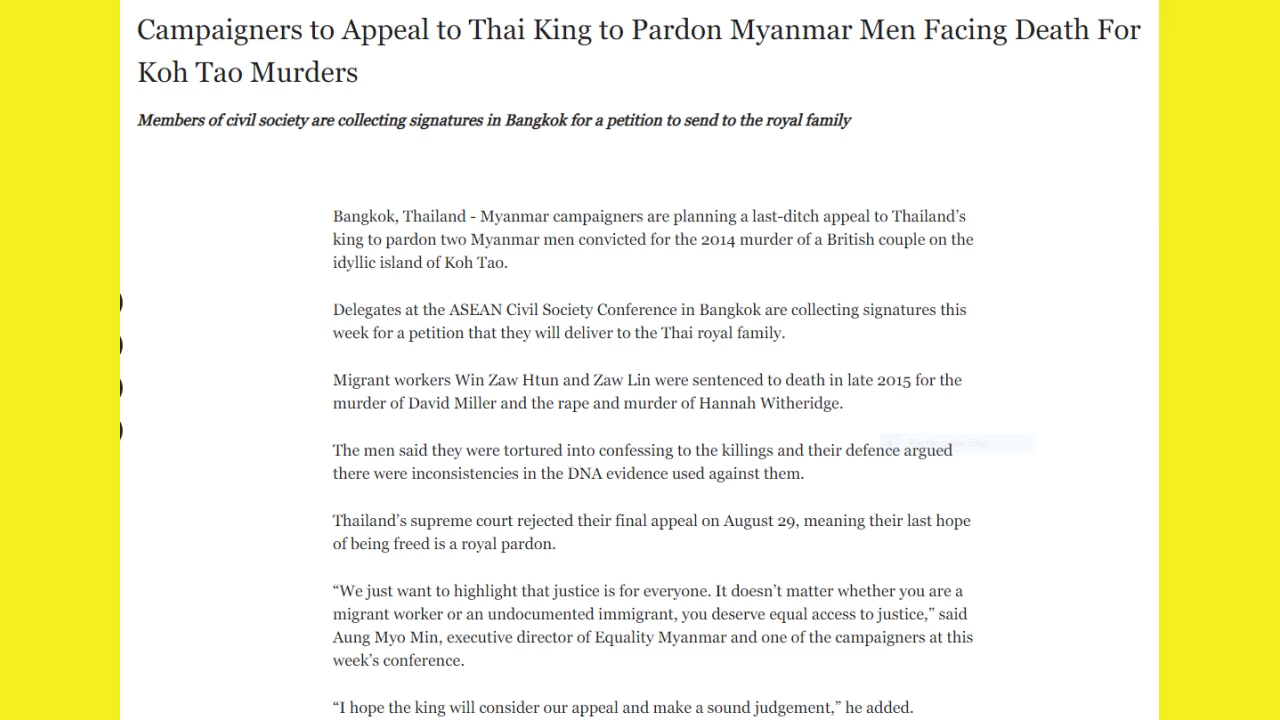 Campaigners to Appeal to Thai King to Pardon Myanmar Men Facing Death For
Koh Tao Murders
Members of civil society are collecting signatures in Bangkok for a petition to send to the royal family
Bangkok, Thailand - Myanmar campaigners are planning a last-ditch appeal to Thailand’s
king to pardon two Myanmar men convicted for the 2014 murder of a British couple on the
idyllic island of Koh Tao.
Delegates at the ASEAN Civil Society Conference in Bangkok are collecting signatures this
week for a petition that they will deliver to the Thai royal family.
Migrant workers Win Zaw Htun and Zaw Lin were sentenced to death in late 2015 for the
murder of David Miller and the rape and murder of Hannah Witheridge.
Rectangular Snip
The men said they were tortured into confessing to the killings and their defence argued
there were inconsistencies in the DNA evidence used against them.
Thailand’s supreme court rejected their final appeal on August 29, meaning their last hope
of being freed is a royal pardon.
“We just want to highlight that justice is for everyone. It doesn’t matter whether you are a
migrant worker or an undocumented immigrant, you deserve equal access to justice,” said
Aung Myo Min, executive director of Equality Myanmar and one of the campaigners at this
week’s conference.
“I hope the king will consider our appeal and make a sound judgement,” he added.